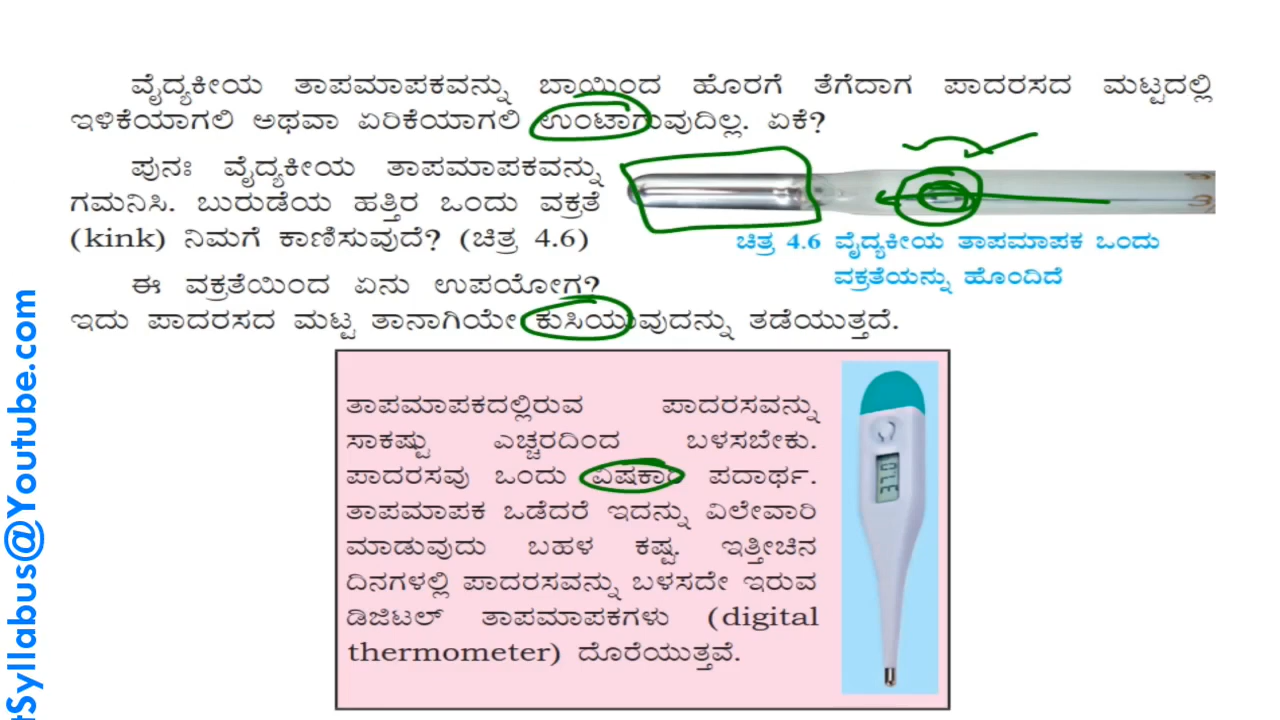 ವೈದ್ಯಕೀಯ ತಾಪಮಾಪಕವನ್ನು ಬಾಯಿಂದ ಹೊರಗೆ ತೆಗೆದಾಗ ಪಾದರಸದ ಮಟ್ಟದಲ್ಲಿ
ಇಳಿಕೆಯಾಗಲಿ ಅಥವಾ ಏರಿಕೆಯಾಗಲಿ ಉಂಟಾಗುವುದಿಲ್ಲ. ಏಕೆ?
ಪುನಃ ವೈದ್ಯಕೀಯ ತಾಪಮಾಪಕವನ್ನು
ಗಮನಿಸಿ. ಬುರುಡೆಯ ಹತ್ತಿರ ಒಂದು ವಕ್ರತೆ
(kink) ನಿಮಗೆ ಕಾಣಿಸುವುದೆ? (ಚಿತ್ರ 4.6)
ಚಿತ್ರ 4.6 ವೈದ್ಯಕೀಯ ತಾಪಮಾಪಕ ಒಂದು
ವಕ್ರತೆಯನ್ನು ಹೊಂದಿದೆ
ಈ ವಕ್ರತೆಯಿಂದ ಏನು ಉಪಯೋಗ?
ಇದು ಪಾದರಸದ ಮಟ್ಟ ತಾನಾಗಿಯೇ ಕುಸಿಯುವುದನ್ನು ತಡೆಯುತ್ತದೆ.
ತಾಪಮಾಪಕದಲ್ಲಿರುವ ಪಾದರಸವನ್ನು
ಸಾಕಷ್ಟು ಎಚ್ಚರದಿಂದ ಬಳಸಬೇಕು.
ಪಾದರಸವು ಒಂದು ವಿಷಕಾರಿ ಪದಾರ್ಥ.
ತಾಪಮಾಪಕ ಒಡೆದರೆ ಇದನ್ನು ವಿಲೇವಾರಿ
ಮಾಡುವುದು ಬಹಳ ಕಷ್ಟ. ಇತ್ತೀಚಿನ
ದಿನಗಳಲ್ಲಿ ಪಾದರಸವನ್ನು ಬಳಸದೇ ಇರುವ
ಡಿಜಿಟಲ್ ತಾಪಮಾಪಕಗಳು (digital
thermometer) ದೊರೆಯುತ್ತವೆ.
Syllabus@Youtube.com